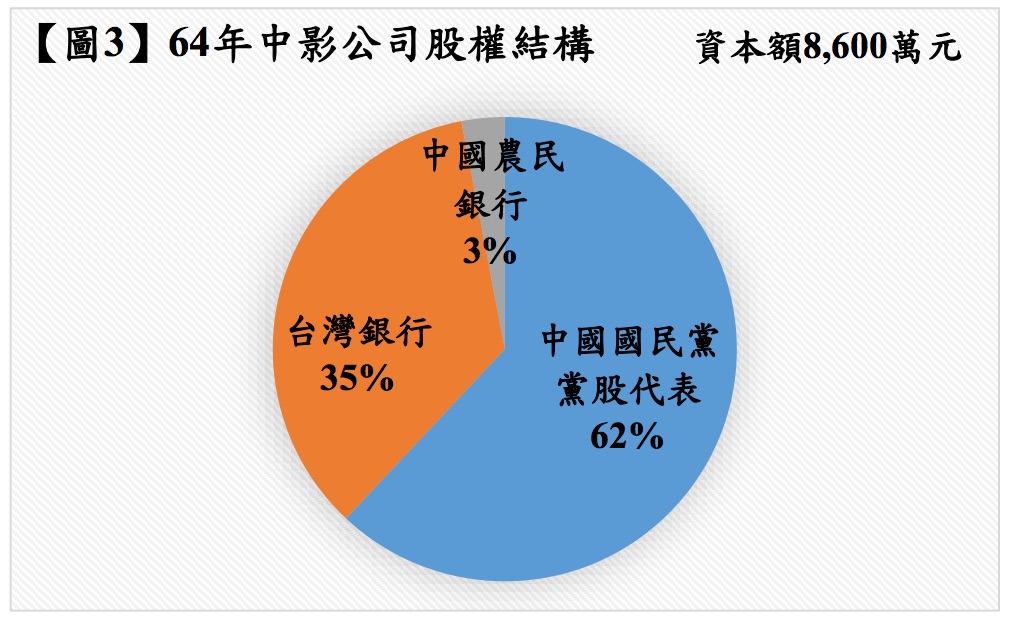 【圖3】64年中影公司股權結構
資本額8,600萬元
中國農民
銀行
3%
台灣銀行
35%
中國國民黨
黨股代表
62%